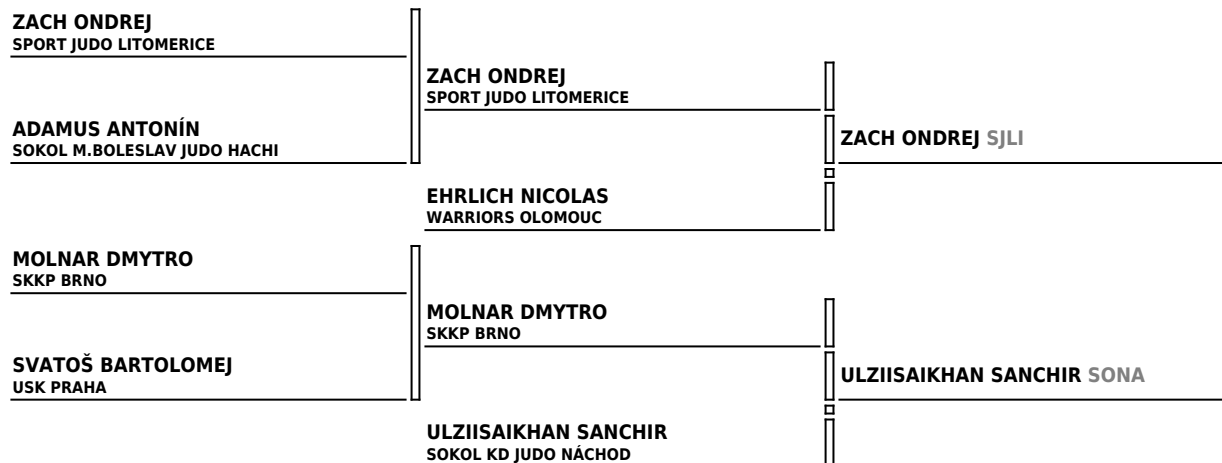 ZACH ONDREJ
SPORT JUDO LITOMERICE
ADAMUS ANTONÍN
SOKOL M.BOLESLAV JUDO HACHI
MOLNAR DMYTRO
SKKP BRNO
SVATOŠ BARTOLOMEJ
USK PRAHA
ZACH ONDREJ
SPORT JUDO LITOMERICE
EHRLICH NICOLAS
WARRIORS OLOMOUC
MOLNAR DMYTRO
SKKP BRNO
ULZIISAIKHAN SANCHIR
SOKOL KD JUDO NÁCHOD
ZACH ONDREJ SJLI
ULZIISAIKHAN SANCHIR SONA